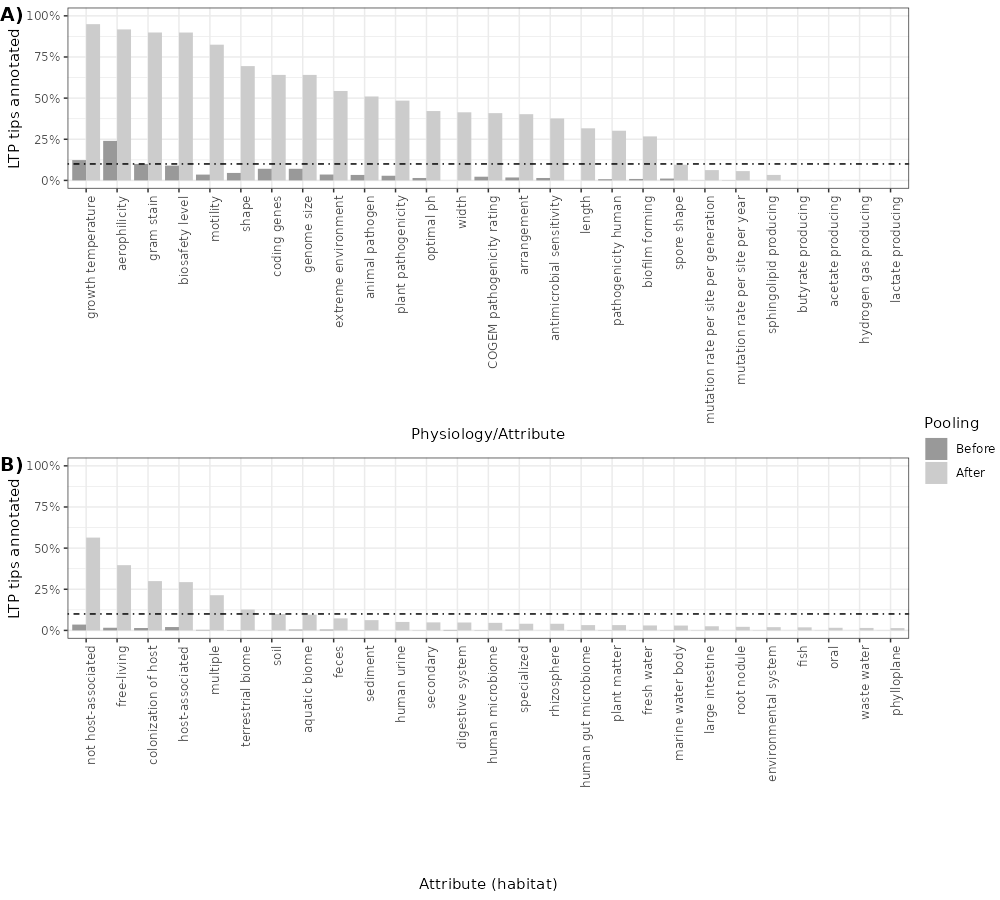 A)
LTP tips annotated
100%
75%
50%
25%
0%
growth temperature
aerophilicity
gram stain
biosafety level
motility
shape
coding genes
genome size
extreme environment
animal pathogen
plant pathogenicity
optimal ph
width
COGEM pathogenicity rating
arrangement
antimicrobial sensitivity
length
pathogenicity human
biofilm forming
spore shape
mutation rate per site per generation
mutation rate per site per year
sphingolipid producing
butyrate producing
acetate producing
hydrogen gas producing
lactate producing
Physiology/Attribute
Pooling
Before
After
B)
LTP tips annotated
100%
75%
50%
25%
0%
not host-associated
free-living
colonization of host
host-associated
multiple
terrestrial biome
soil
aquatic biome
feces
sediment
human urine
secondary
digestive system
human microbiome
specialized
rhizosphere
human gut microbiome
plant matter
fresh water
marine water body
large intestine
root nodule
environmental system
fish
oral
waste water
phylloplane
Attribute (habitat)